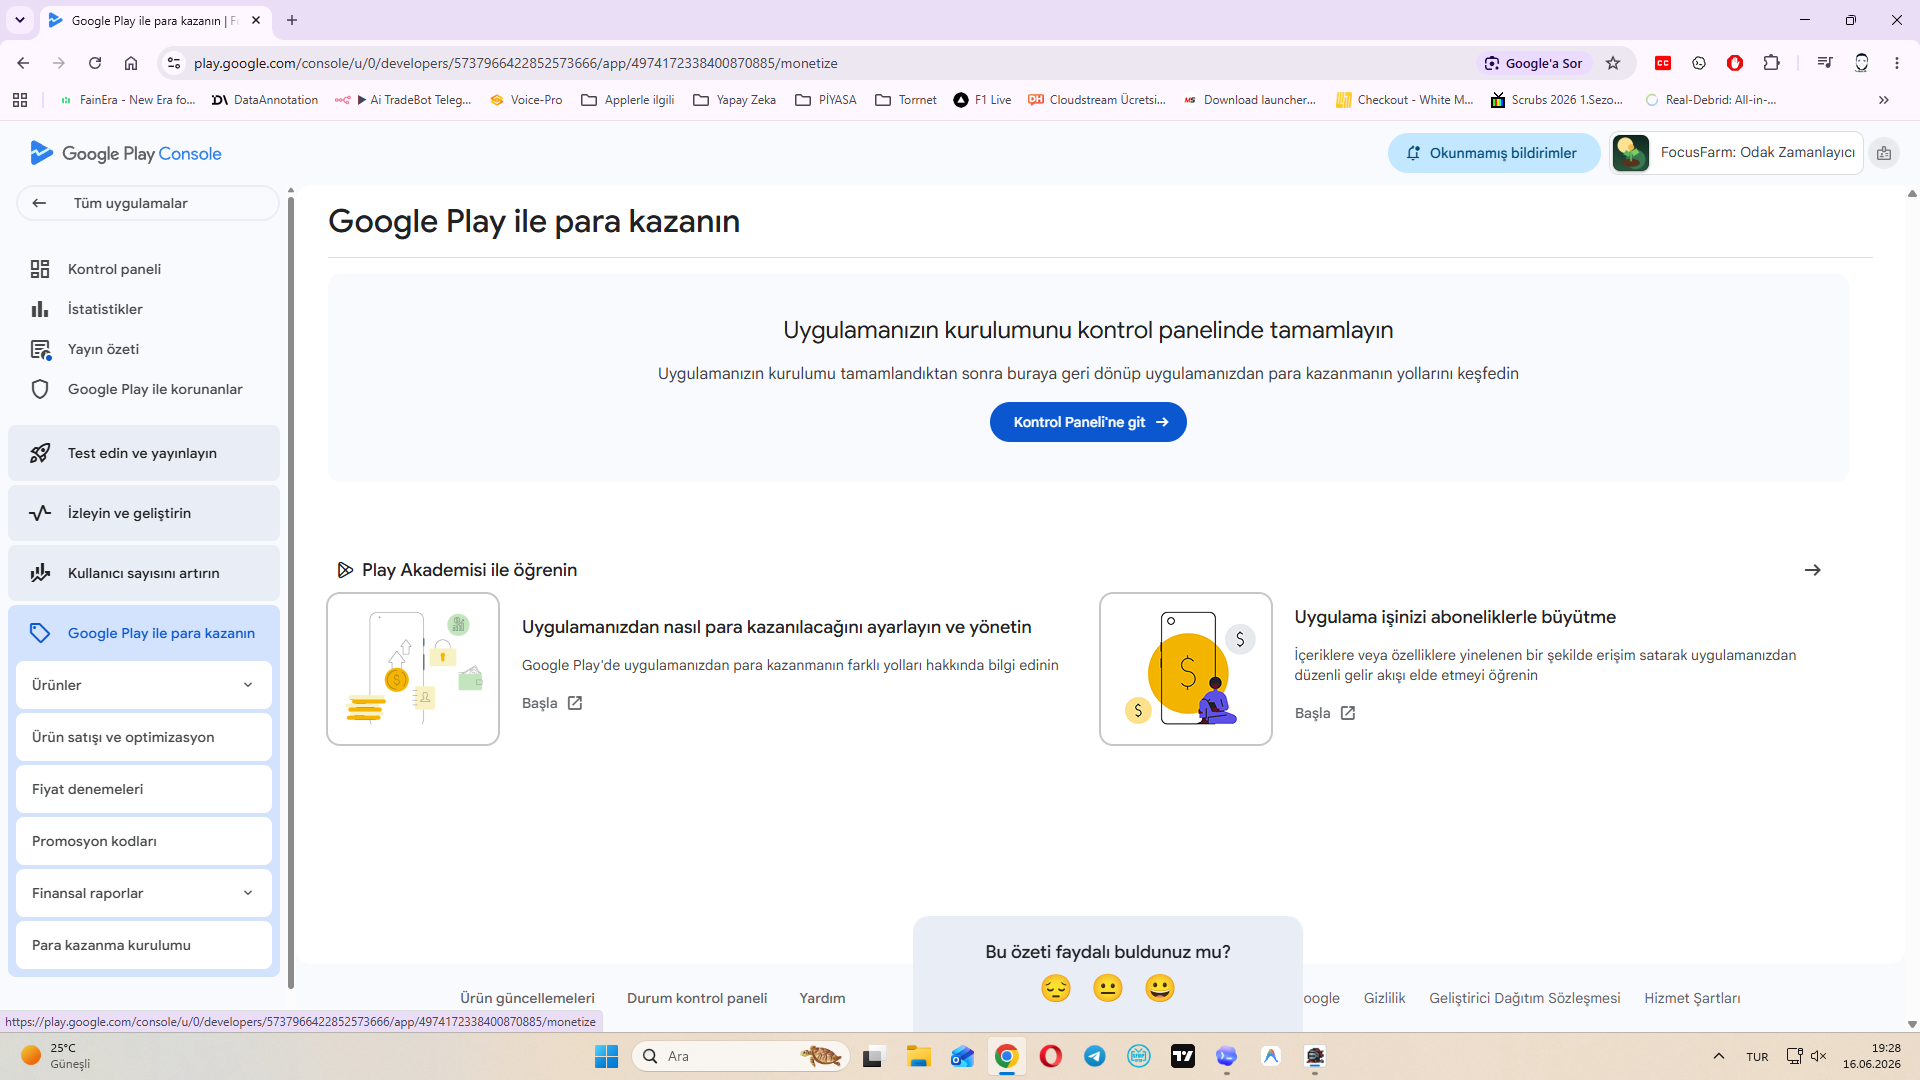 Google Play ile para kazanın | Fo
play.google.com/console/u/0/developers/5737966422852573666/app/4974172338400870885/monetize
Google'a Sor
FainEra - New Era fo...
DataAnnotation
Ai TradeBot Teleg...
Voice-Pro
Applerle ilgili
Yapay Zeka
PİYASA
Torrnet
F1 Live
Cloudstream Ücretsi...
Download launcher...
Checkout - White M...
Scrubs 2026 1.Sezo...
Real-Debrid: All-in-...
Google Play Console
Okunmamış bildirimler
FocusFarm: Odak Zamanlayıcı
Tüm uygulamalar
Kontrol paneli
İstatistikler
Yayın özeti
Google Play ile korunanlar
Test edin ve yayınlayın
İzleyin ve geliştirin
Kullanıcı sayısını artırın
Google Play ile para kazanın
Ürünler
Ürün satışı ve optimizasyon
Fiyat denemeleri
Promosyon kodları
Finansal raporlar
Para kazanma kurulumu
Google Play ile para kazanın
Uygulamanızın kurulumunu kontrol panelinde tamamlayın
Uygulamanızın kurulumu tamamlandıktan sonra buraya geri dönüp uygulamanızdan para kazanmanın yollarını keşfedin
Kontrol Paneli'ne git
Play Akademisi ile öğrenin
Uygulamanızdan nasıl para kazanılacağını ayarlayın ve yönetin
Google Play'de uygulamanızdan para kazanmanın farklı yolları hakkında bilgi edinin
Başla
Uygulama işinizi aboneliklerle büyütme
İçeriklere veya özelliklere yinelenen bir şekilde erişim satarak uygulamanızdan
düzenli gelir akışı elde etmeyi öğrenin
Başla
Bu özeti faydalı buldunuz mu?
Ürün güncellemeleri
Durum kontrol paneli
Yardım
oogle
Gizlilik
Geliştirici Dağıtım Sözleşmesi
Hizmet Şartları
https://play.google.com/console/u/0/developers/5737966422852573666/app/4974172338400870885/monetize
25°C
Güneşli
Ara
TUR
19:28
16.06.2026